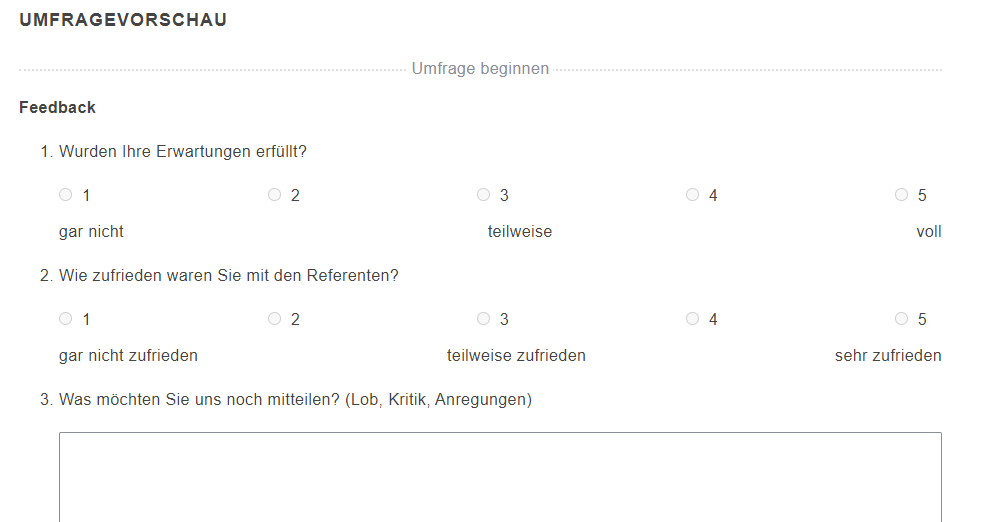 UMFRAGEVORSCHAU
Umfrage beginnen
Feedback
1. Wurden Ihre Erwartungen erfüllt?
1 2 3 4 5
gar nicht teilweise voll
2. Wie zufrieden waren Sie mit den Referenten?
1 2 3 4 5
gar nicht zufrieden teilweise zufrieden sehr zufrieden
3. Was möchten Sie uns noch mitteilen? (Lob, Kritik, Anregungen)